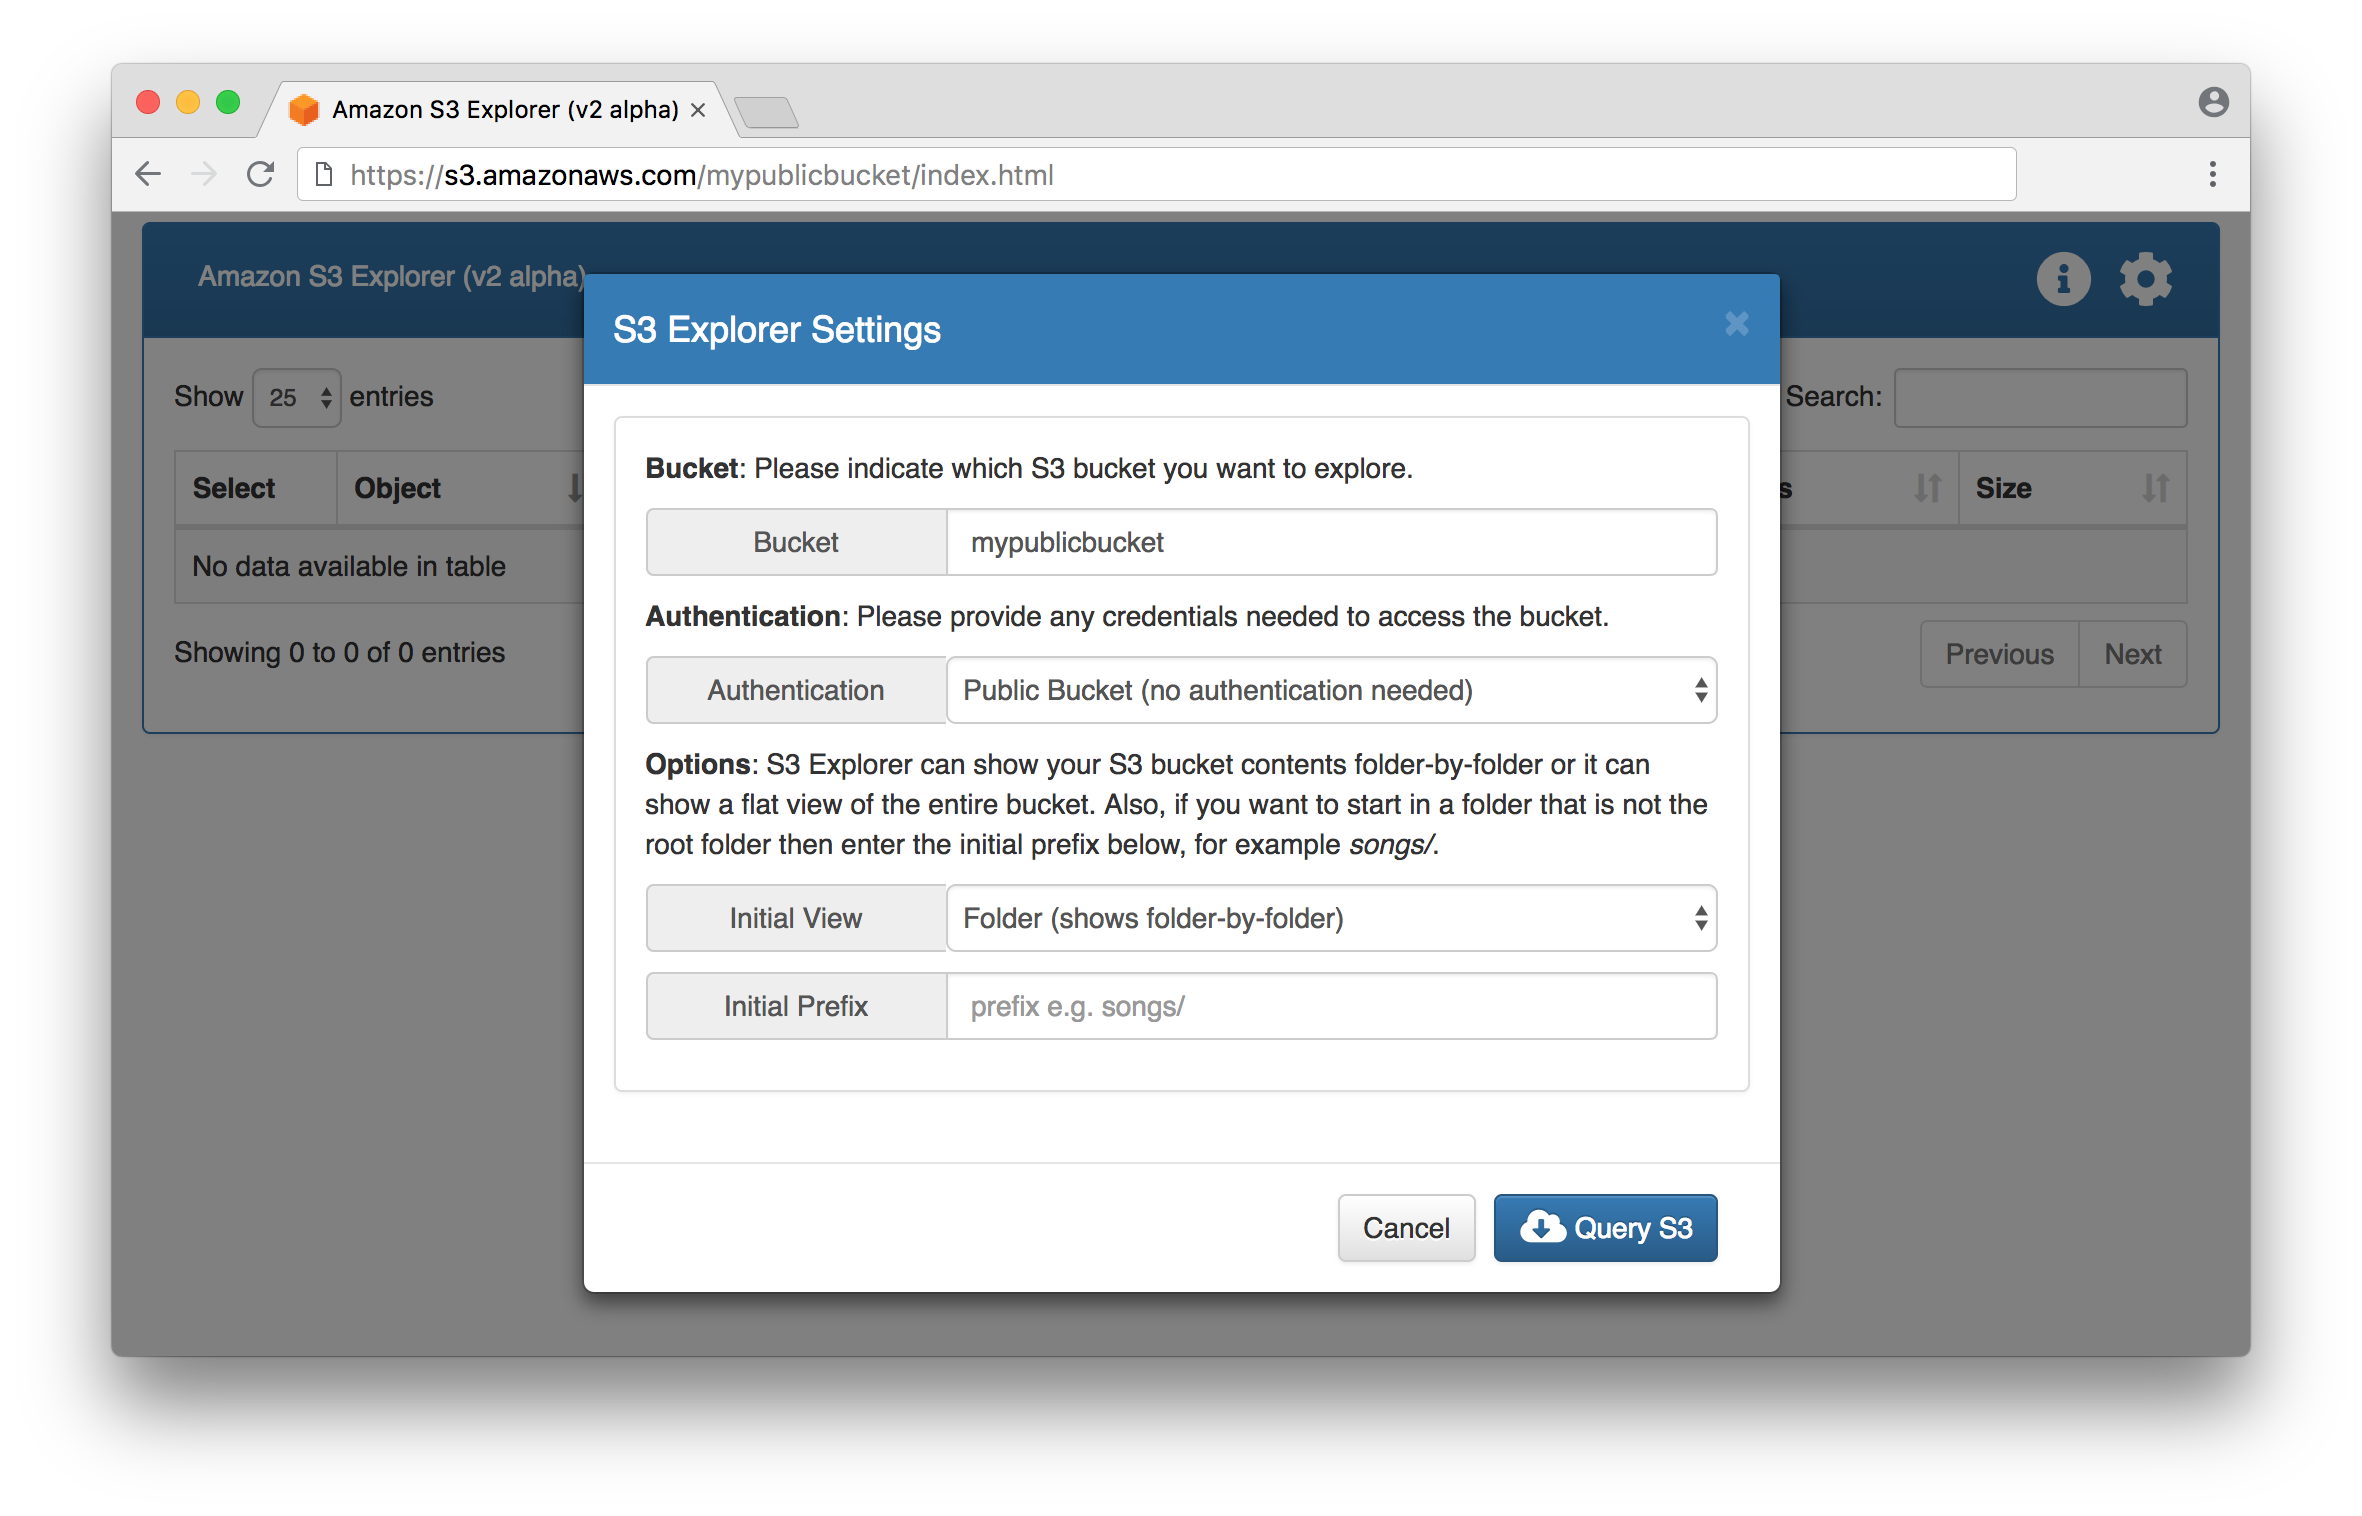 Amazon S3 Explorer (v2 alpha)
https://s3.amazonaws.com/mypublicbucket/index.html
Amazon S3 Explorer (v2 alpha)
S3 Explorer Settings
Show 25 entries
Search:
Select Object
s Size
No data available in table
Showing 0 to 0 of 0 entries
Previous Next
Bucket: Please indicate which S3 bucket you want to explore.
Bucket mypublicbucket
Authentication: Please provide any credentials needed to access the bucket.
Authentication Public Bucket (no authentication needed)
Options: S3 Explorer can show your S3 bucket contents folder-by-folder or it can
show a flat view of the entire bucket. Also, if you want to start in a folder that is not the
root folder then enter the initial prefix below, for example songs/.
Initial View Folder (shows folder-by-folder)
Initial Prefix prefix e.g. songs/
Cancel Query S3